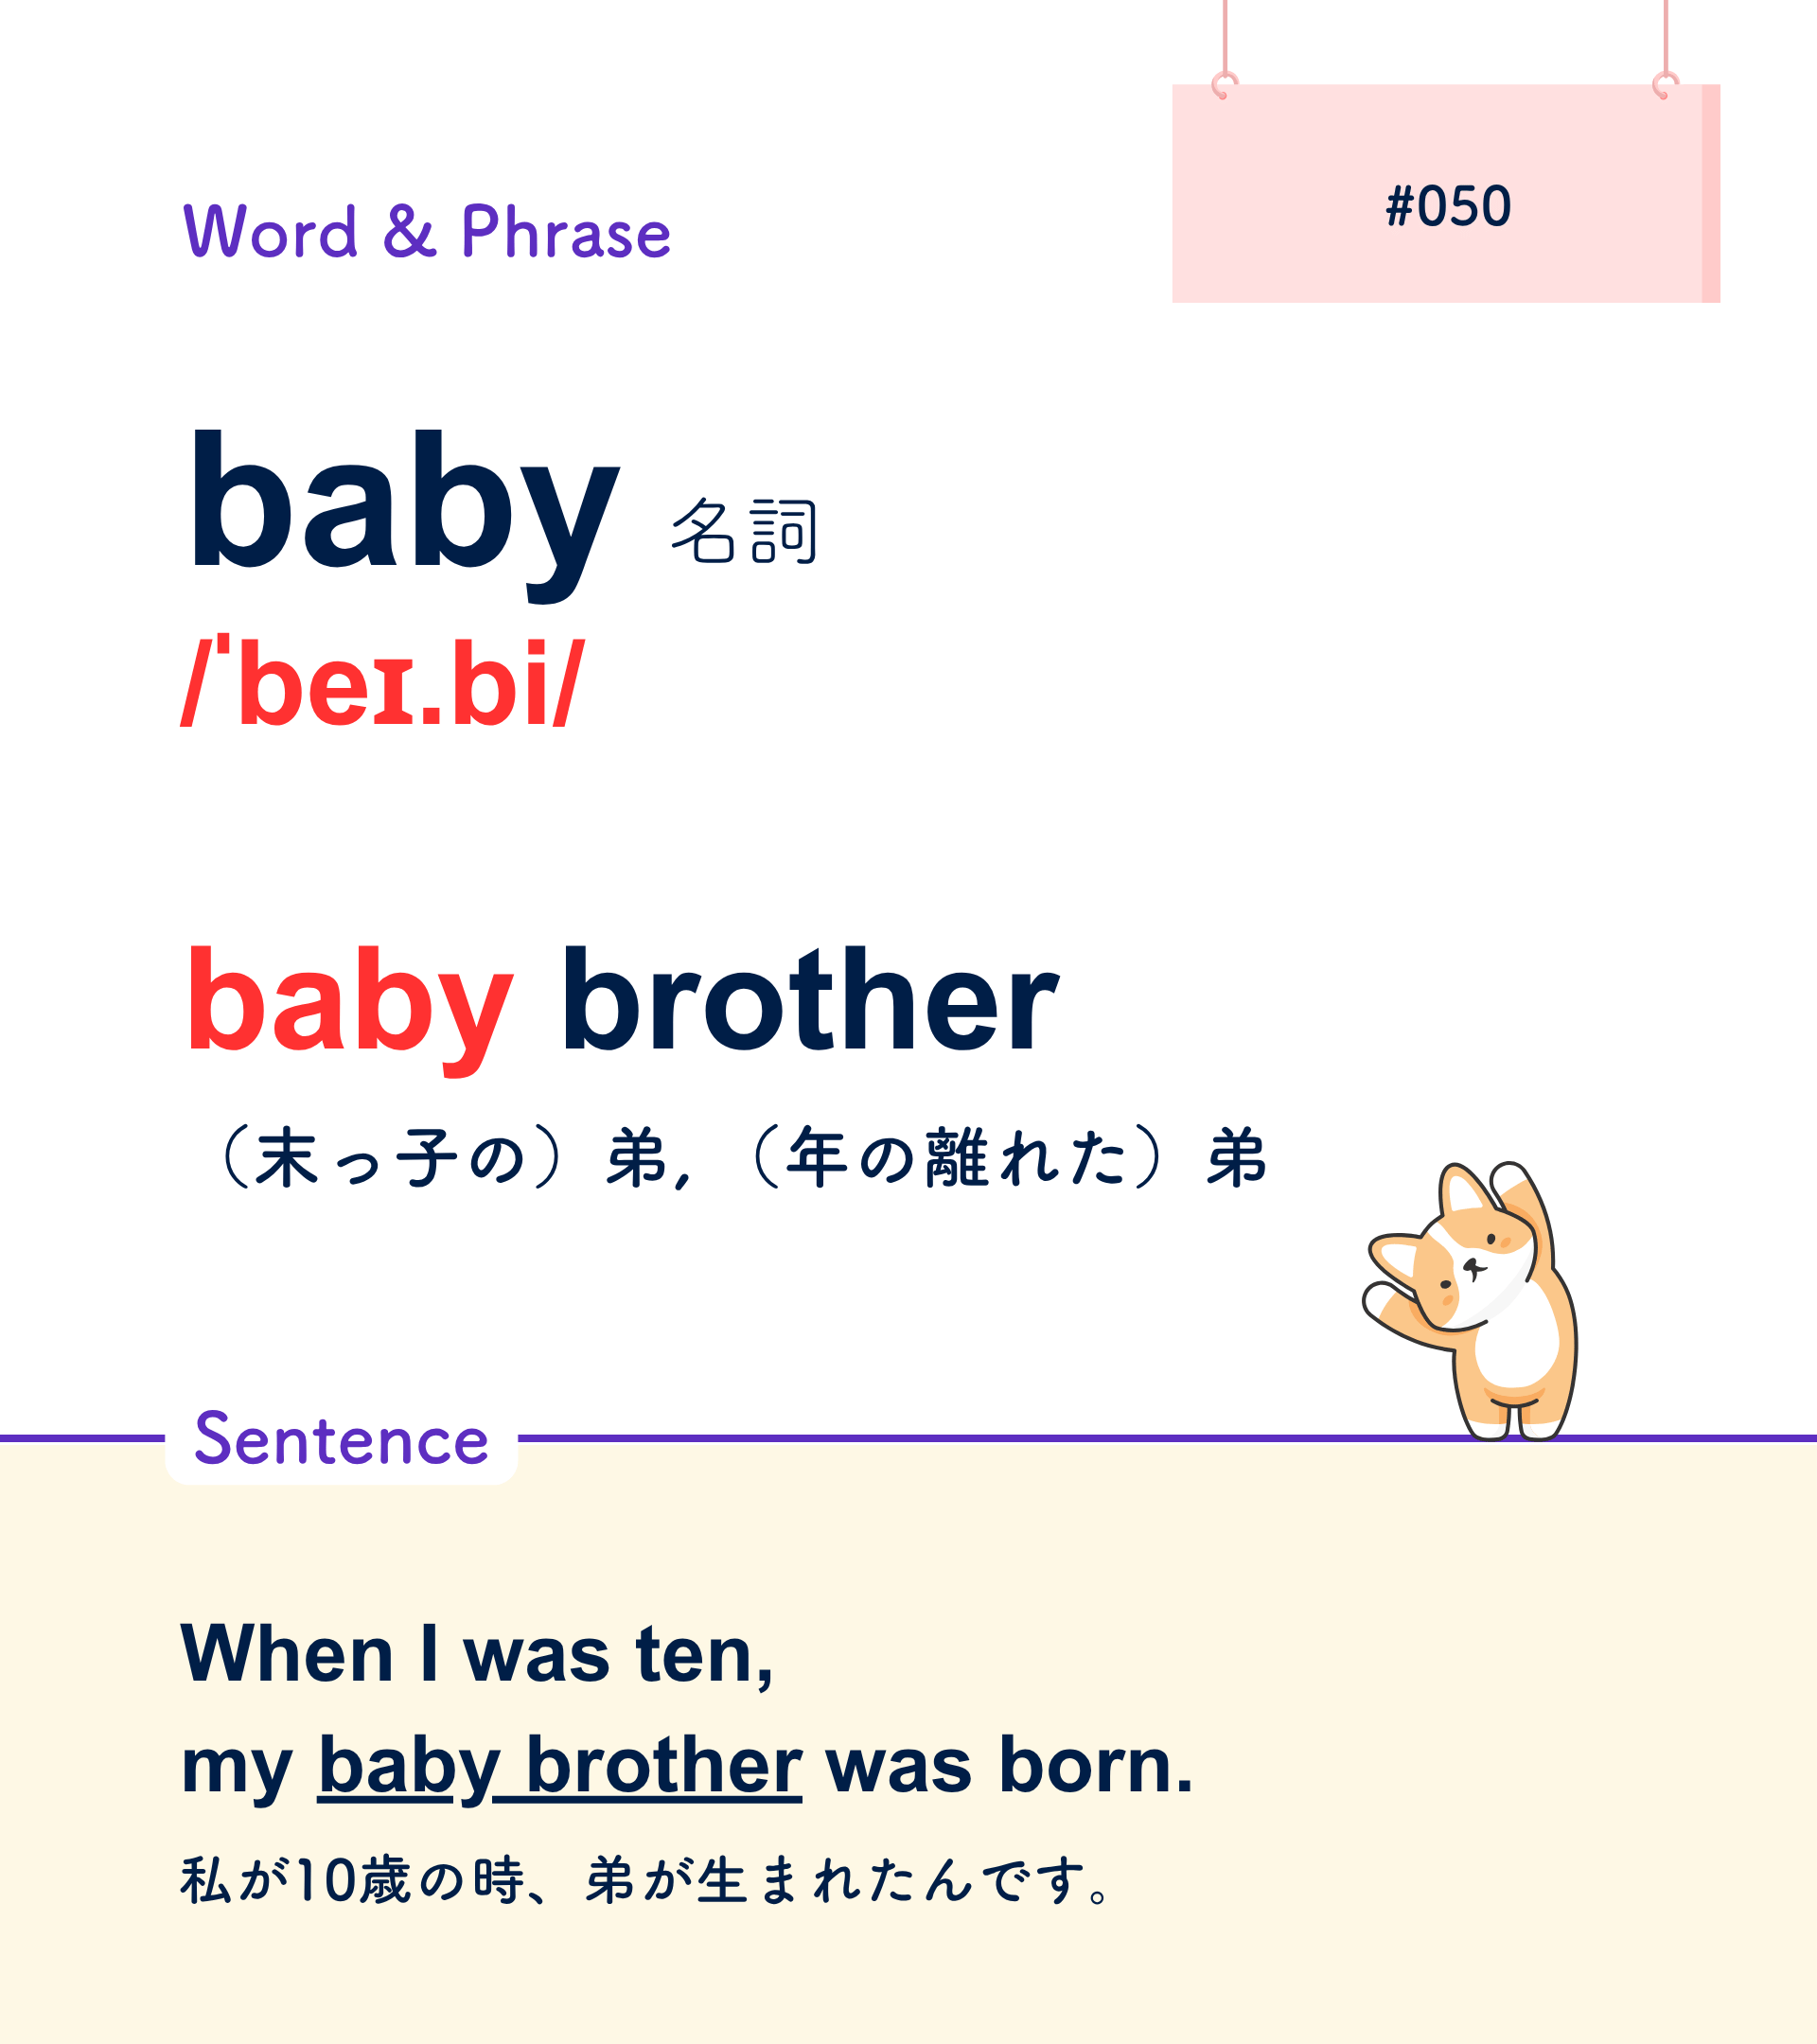 #050
Word & Phrase
baby 名詞
/ˈbeɪ.bi/
baby brother
（末っ子の）弟,（年の離れた）弟
Sentence
When I was ten,
my baby brother was born.
私が10歳の時、弟が生まれたんです。